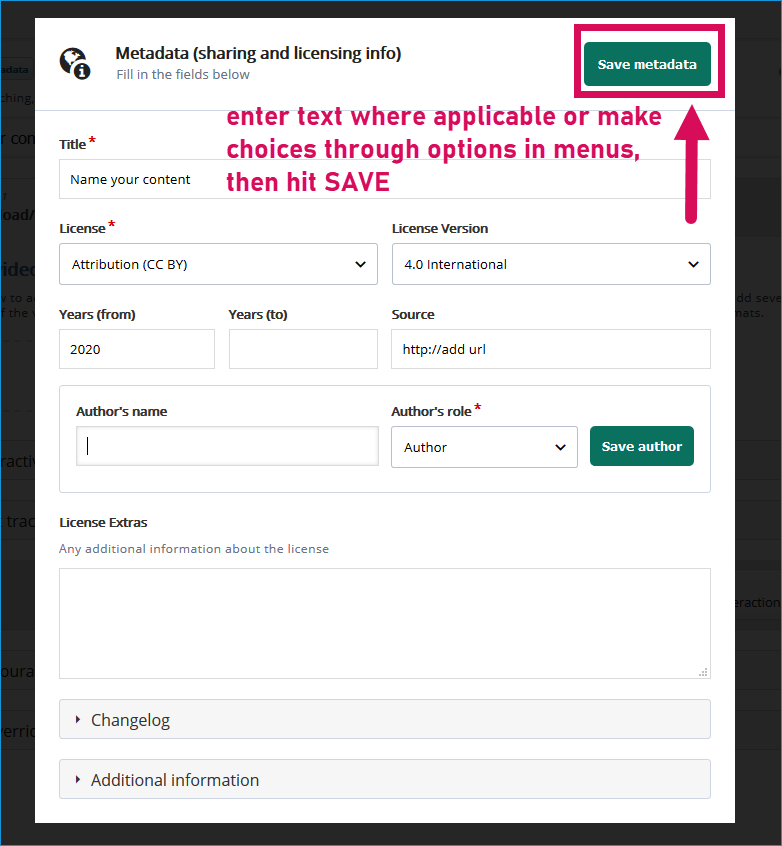 Metadata (sharing and licensing info)
Fill in the fields below
Save metadata
enter text where applicable or make
choices through options in menus,
then hit SAVE
Title *
Name your content
License *
License Version
Attribution (CC BY)
4.0 International
Years (from)
Years (to)
Source
2020
http://add url
Author's name
Author's role *
Author
Save author
License Extras
Any additional information about the license
Changelog
Additional information